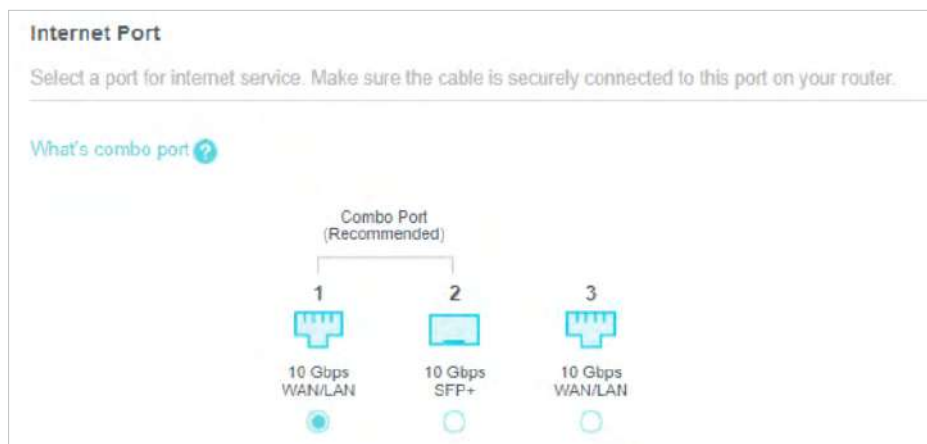 Internet Port
Select a port for internet service. Make sure the cable is securely connected to this port on your router.
What's combo port ?
Combo Port
(Recommended)
1 2 3
10 Gbps 10 Gbps 10 Gbps
WAN/LAN SFP+ WAN/LAN